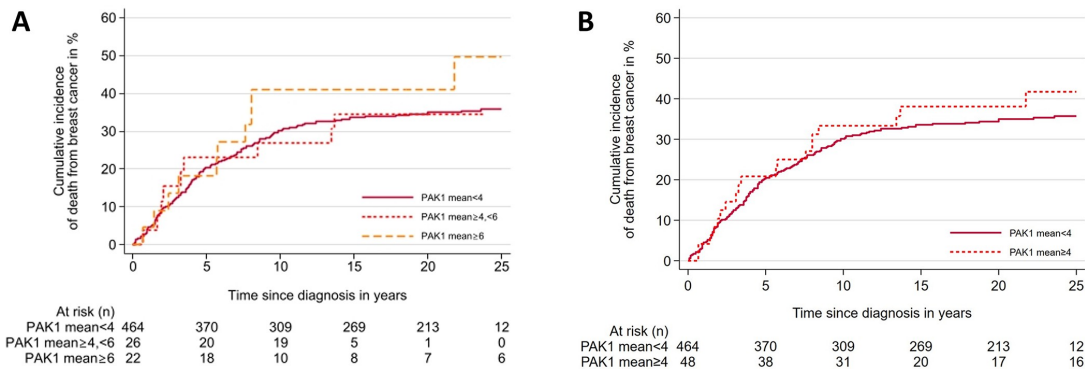 A
60
50
40
30
20
10
0
Cumulative incidence
of death from breast cancer in %
PAK1 mean<4
PAK1 mean≥4,<6
PAK1 mean≥6
0 5 10 15 20 25
Time since diagnosis in years
At risk (n)
PAK1 mean<4 464 370 309 269 213 12
PAK1 mean≥4,<6 26 20 19 5 1 0
PAK1 mean≥6 22 18 10 8 7 6
B
60
50
40
30
20
10
0
Cumulative incidence
of death from breast cancer in %
PAK1 mean<4
PAK1 mean≥4
0 5 10 15 20 25
Time since diagnosis in years
At risk (n)
PAK1 mean<4 464 370 309 269 213 12
PAK1 mean≥4 48 38 31 20 17 16